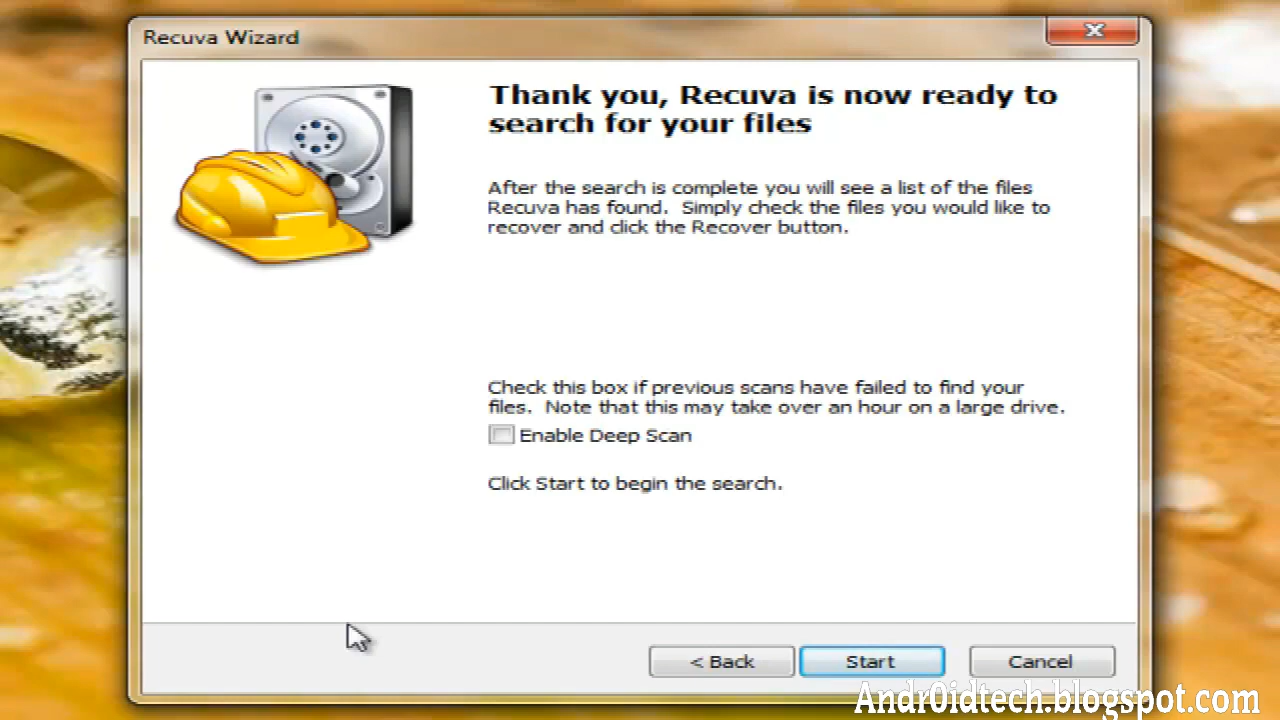 Recuva Wizard
Thank you, Recuva is now ready to
search for your files
After the search is complete you will see a list of the files
Recuva has found.  Simply check the files you would like to
recover and click the Recover button.
Check this box if previous scans have failed to find your
files.  Note that this may take over an hour on a large drive.
Enable Deep Scan
Click Start to begin the search.
< Back
Start
Cancel
Andr0idtech.blogspot.com